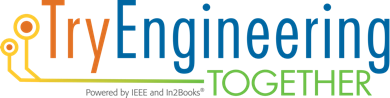 TryEngineering
TOGETHER
Powered by IEEE and In2Books®